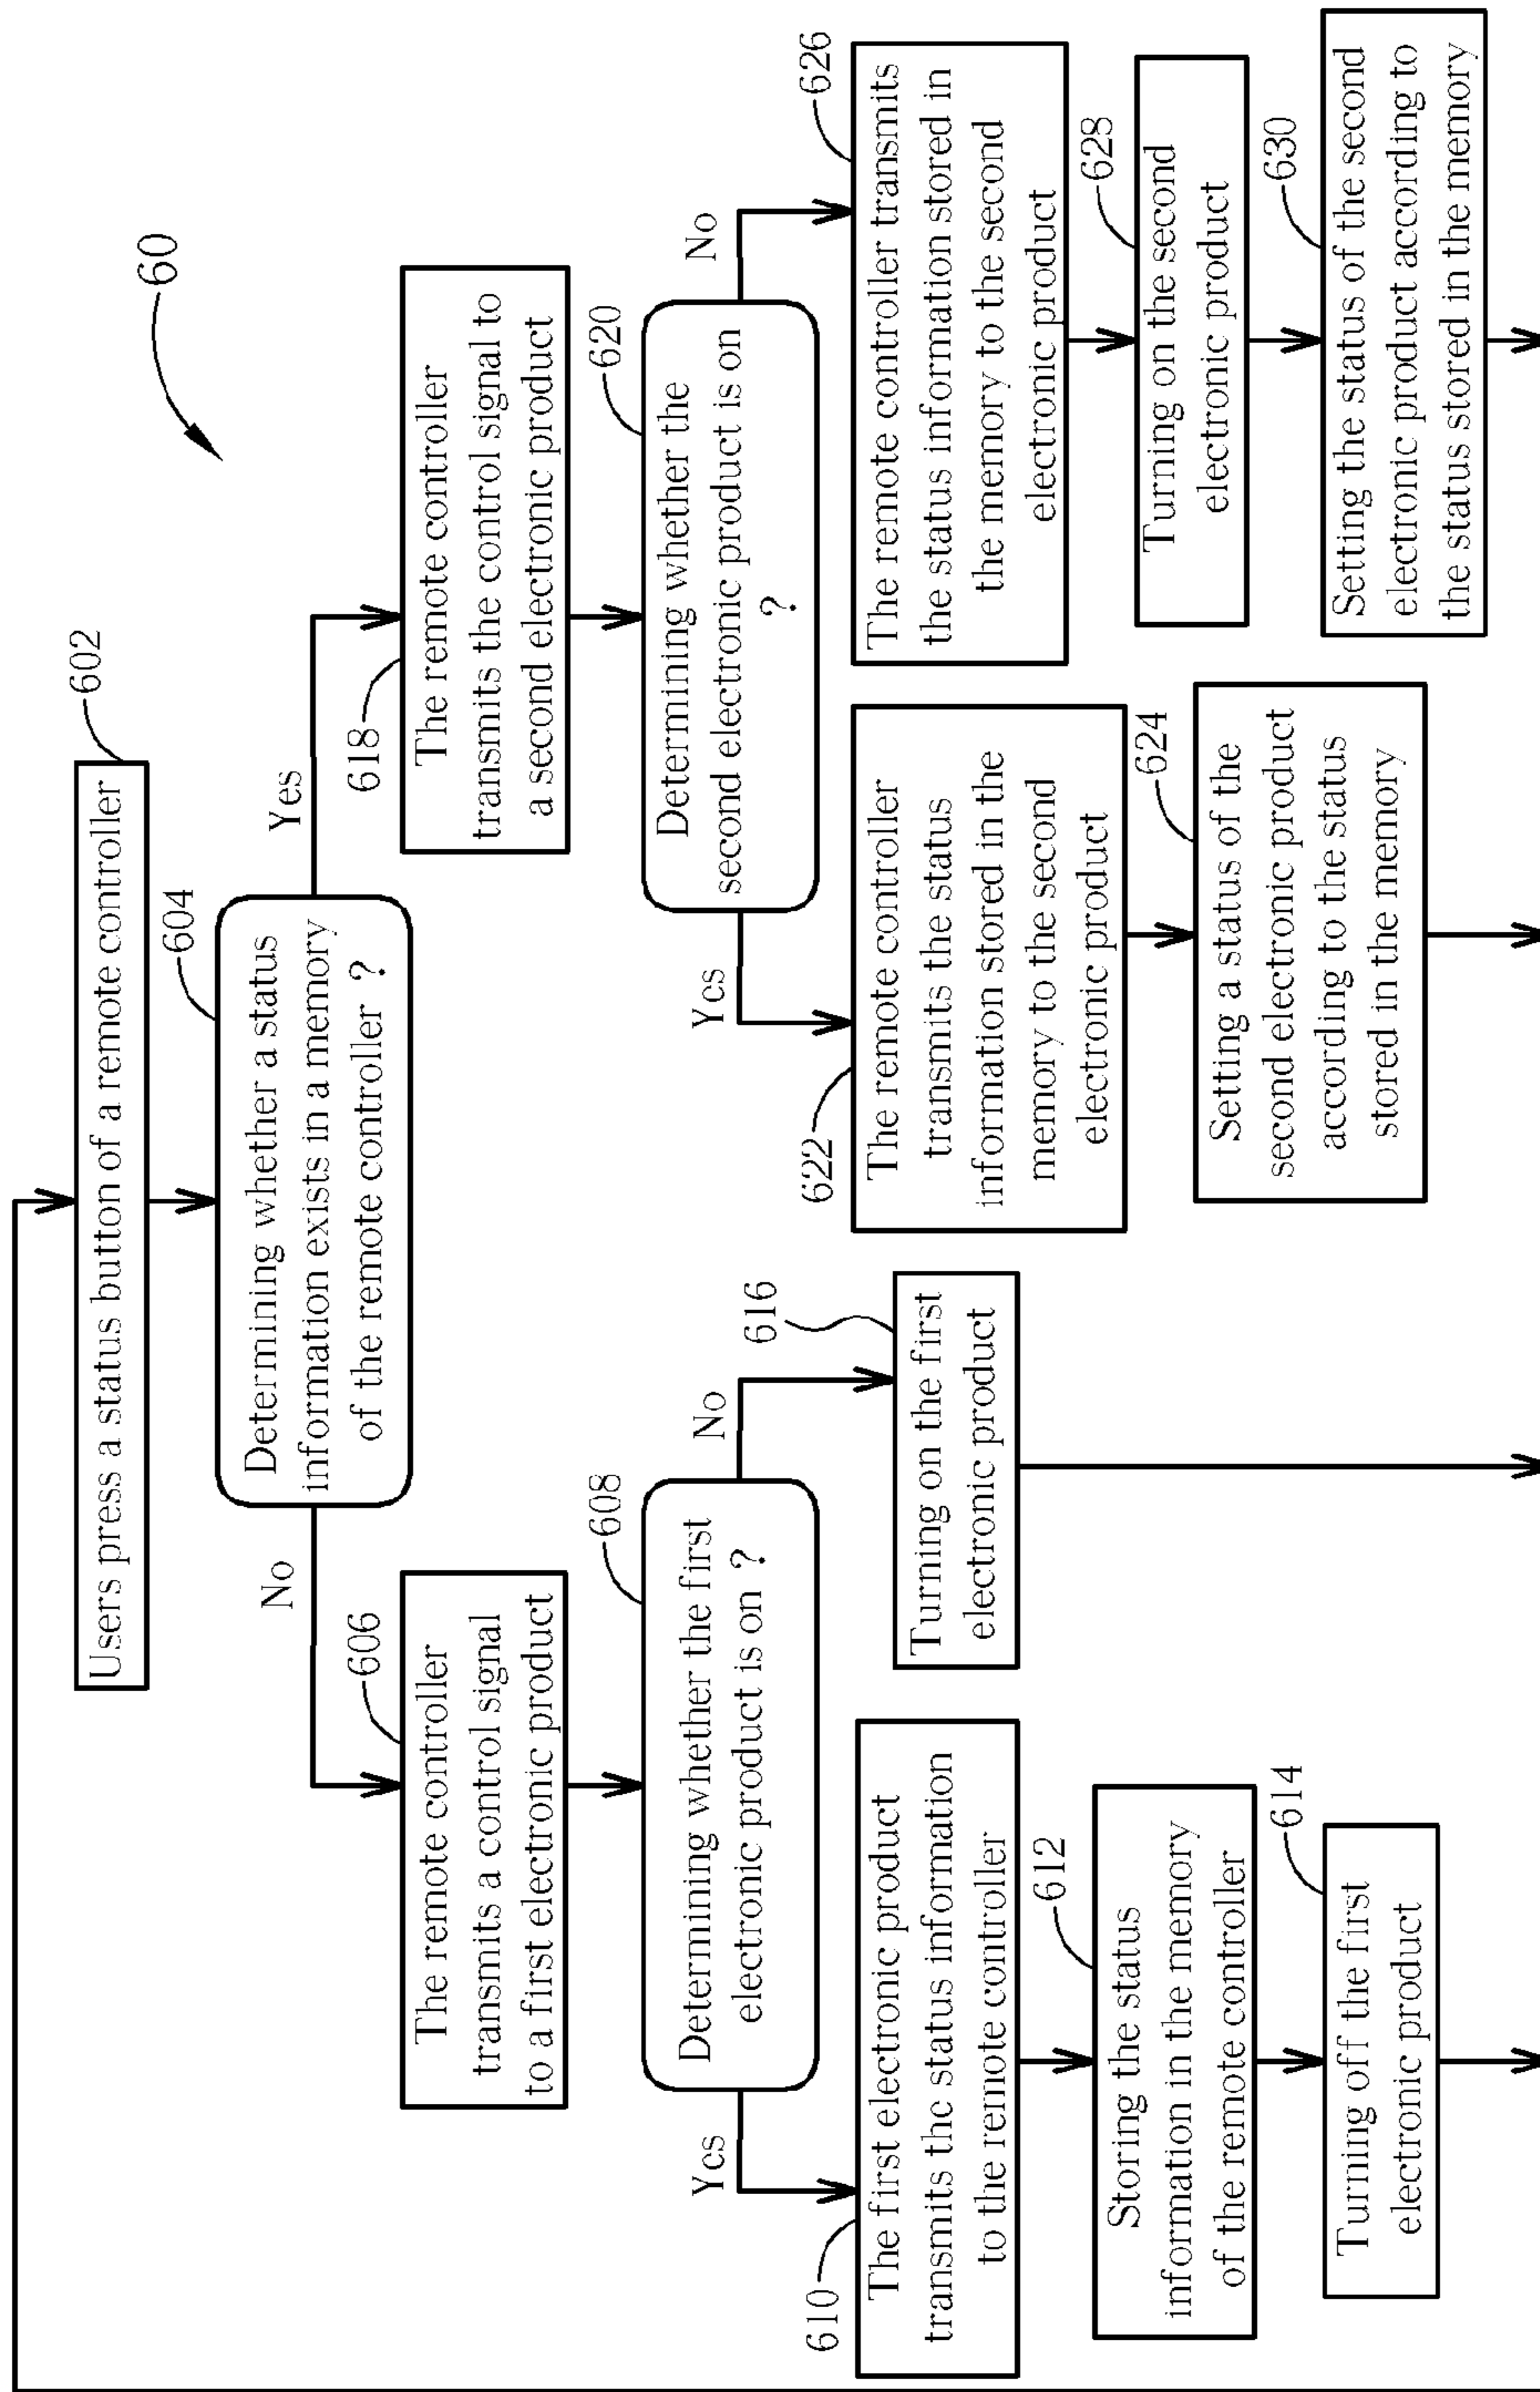 60
602
Users press a status button of a remote controller
604
Determining whether a status
information exists in a memory
of the remote controller ?
No
Yes
606
The remote controller
transmits a control signal
to a first electronic product
618
The remote controller
transmits the control signal to
a second electronic product
608
Determining whether the first
electronic product is on ?
620
Determining whether the
second electronic product is on
?
Yes
No
Yes
No
610
The first electronic product
transmits the status information
to the remote controller
616
Turning on the first
electronic product
622
The remote controller
transmits the status
information stored in the
memory to the second
electronic product
626
The remote controller transmits
the status information stored in
the memory to the second
electronic product
612
Storing the status
information in the memory
of the remote controller
624
Setting a status of the
second electronic product
according to the status
stored in the memory
628
Turning on the second
electronic product
614
Turning off the first
electronic product
630
Setting the status of the second
electronic product according to
the status stored in the memory